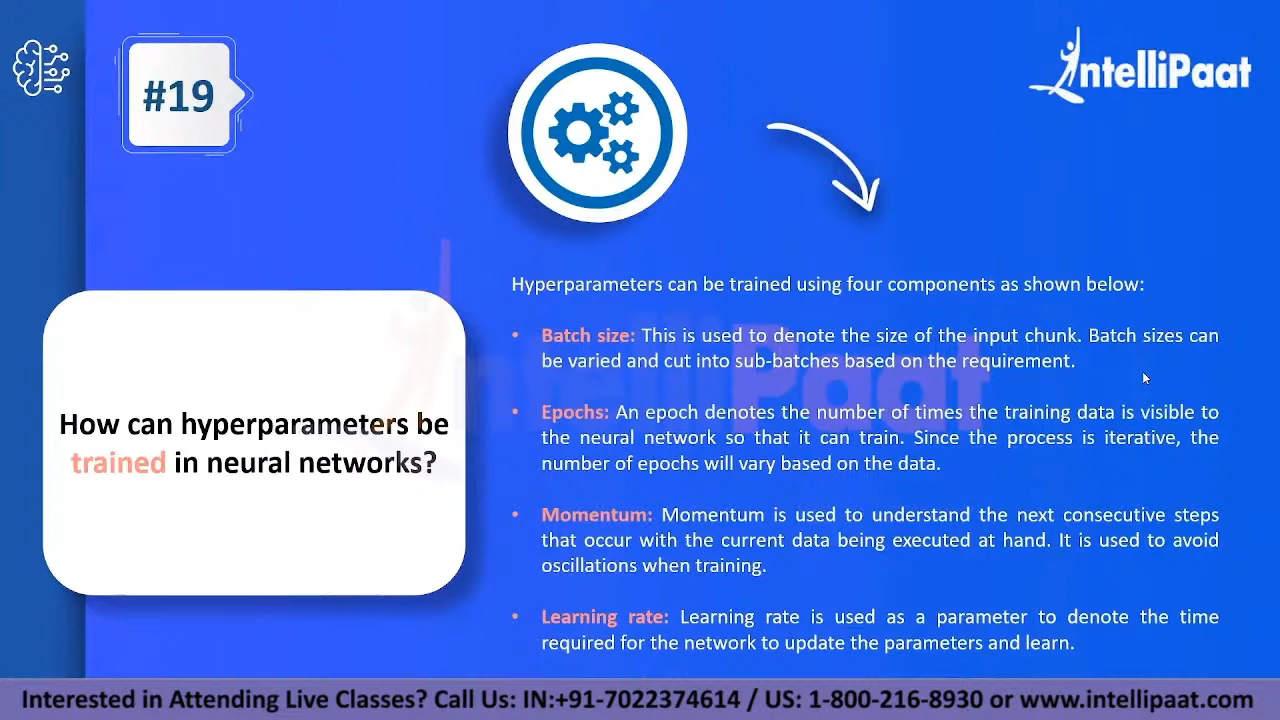 #19
IntelliPaat
How can hyperparameters be
trained in neural networks?
Hyperparameters can be trained using four components as shown below:
• Batch size: This is used to denote the size of the input chunk. Batch sizes can
be varied and cut into sub-batches based on the requirement.
• Epochs: An epoch denotes the number of times the training data is visible to
the neural network so that it can train. Since the process is iterative, the
number of epochs will vary based on the data.
• Momentum: Momentum is used to understand the next consecutive steps
that occur with the current data being executed at hand. It is used to avoid
oscillations when training.
• Learning rate: Learning rate is used as a parameter to denote the time
required for the network to update the parameters and learn.
IntelliPaat
Interested in Attending Live Classes? Call Us: IN:+91-7022374614 / US: 1-800-216-8930 or www.intellipaat.com